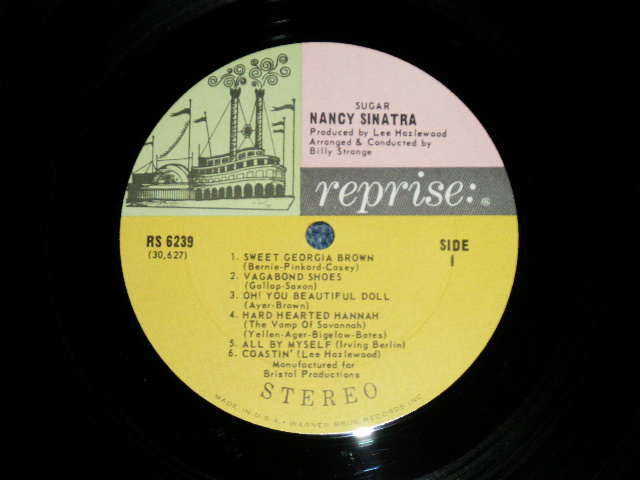 SUGAR
NANCY SINATRA
Produced by Lee Hazlewood
Arranged & Conducted by
Billy Strange
reprise: ®
RS 6239
(30,627)
SIDE
1
1. SWEET GEORGIA BROWN
(Bernie-Pinkard-Casey)
2. VAGABOND SHOES
(Gallop-Saxon)
3. OH! YOU BEAUTIFUL DOLL
(Ayer-Brown)
4. HARD HEARTED HANNAH
(The Vamp Of Savannah)
(Yellen-Ager-Bigelow-Bates)
5. ALL BY MYSELF (Irving Berlin)
6. COASTIN' (Lee Hazlewood)
Manufactured for
Bristol Productions
STEREO
MADE IN U.S.A. • WARNER BROS. RECORDS INC.